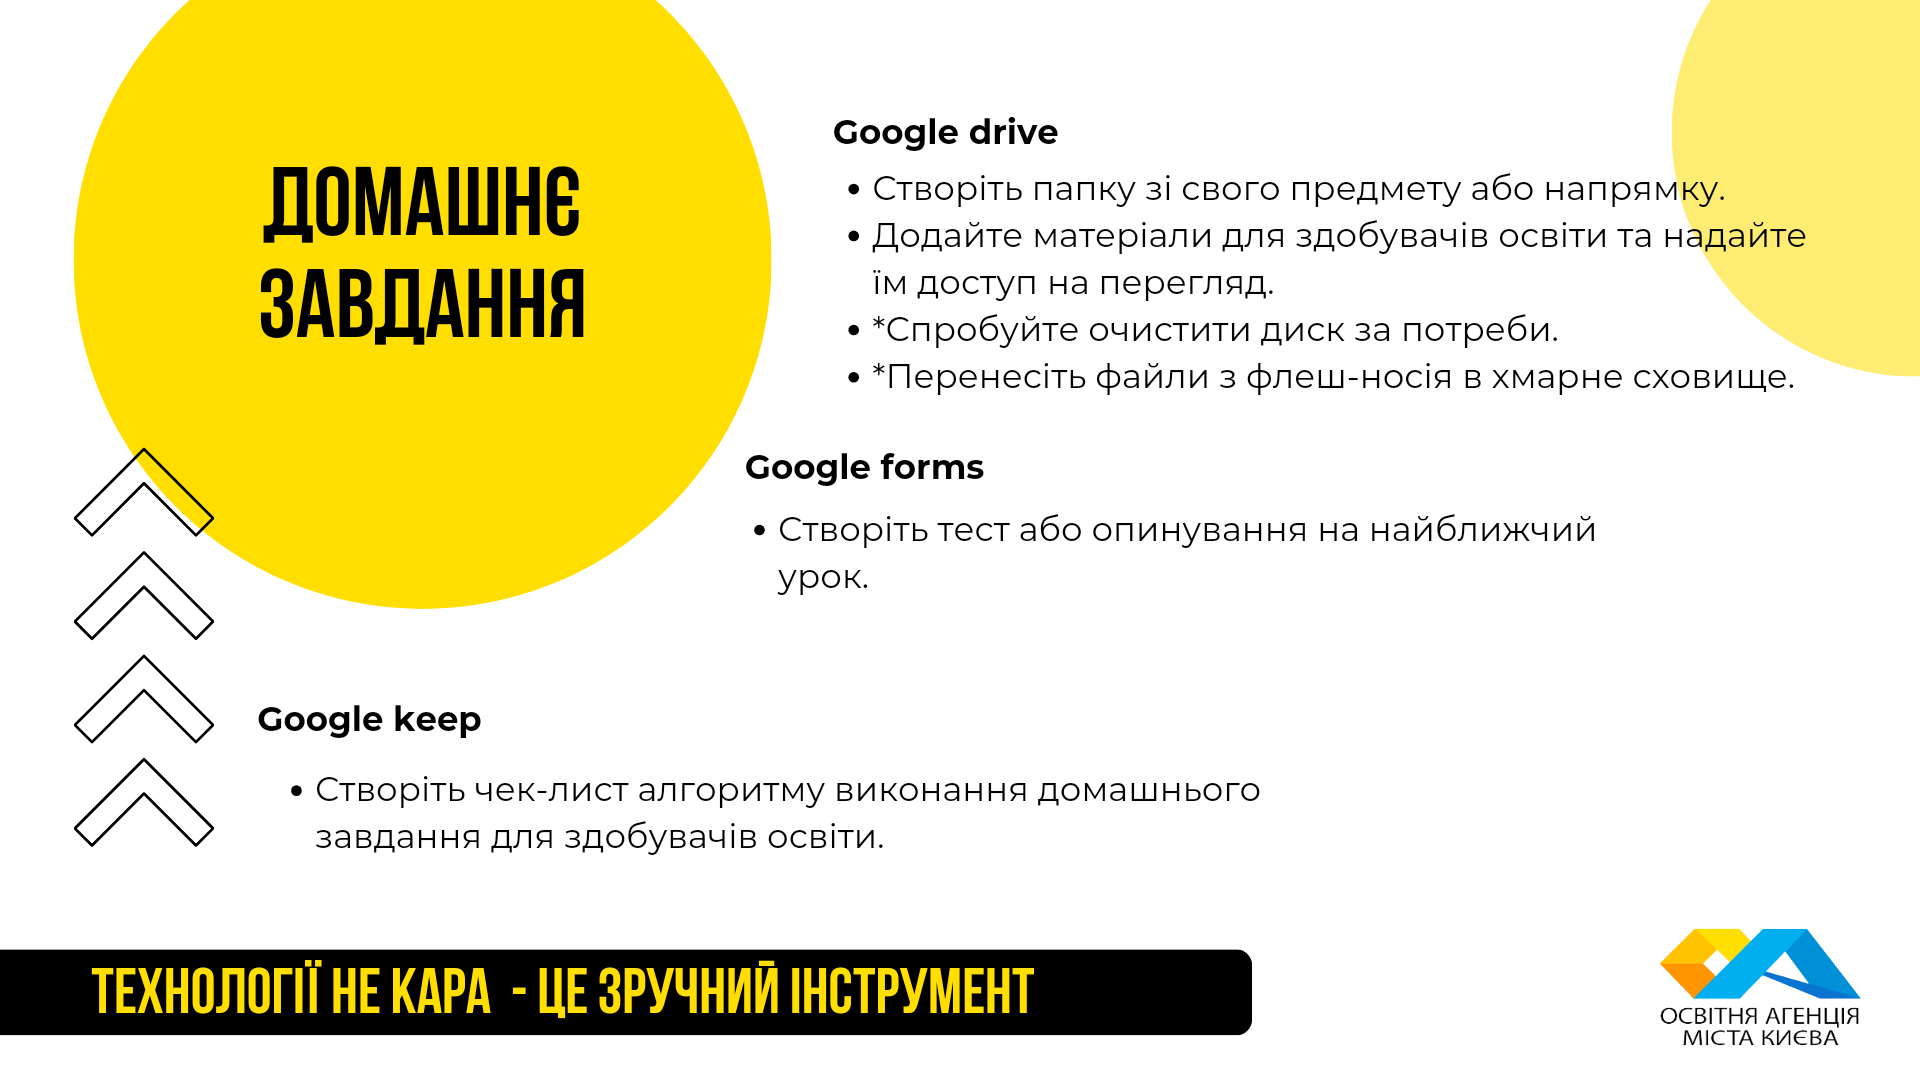 ДОМАШНЄ
ЗАВДАННЯ
Google drive
• Створіть папку зі свого предмету або напрямку.
• Додайте матеріали для здобувачів освіти та надайте
їм доступ на перегляд.
• *Спробуйте очистити диск за потреби.
• *Перенесіть файли з флеш-носія в хмарне сховище.
Google forms
• Створіть тест або опинування на найближчий
урок.
Google keep
• Створіть чек-лист алгоритму виконання домашнього
завдання для здобувачів освіти.
ТЕХНОЛОГІЇ НЕ КАРА - ЦЕ ЗРУЧНИЙ ІНСТРУМЕНТ
ОСВІТНЯ АГЕНЦІЯ
МІСТА КИЄВА